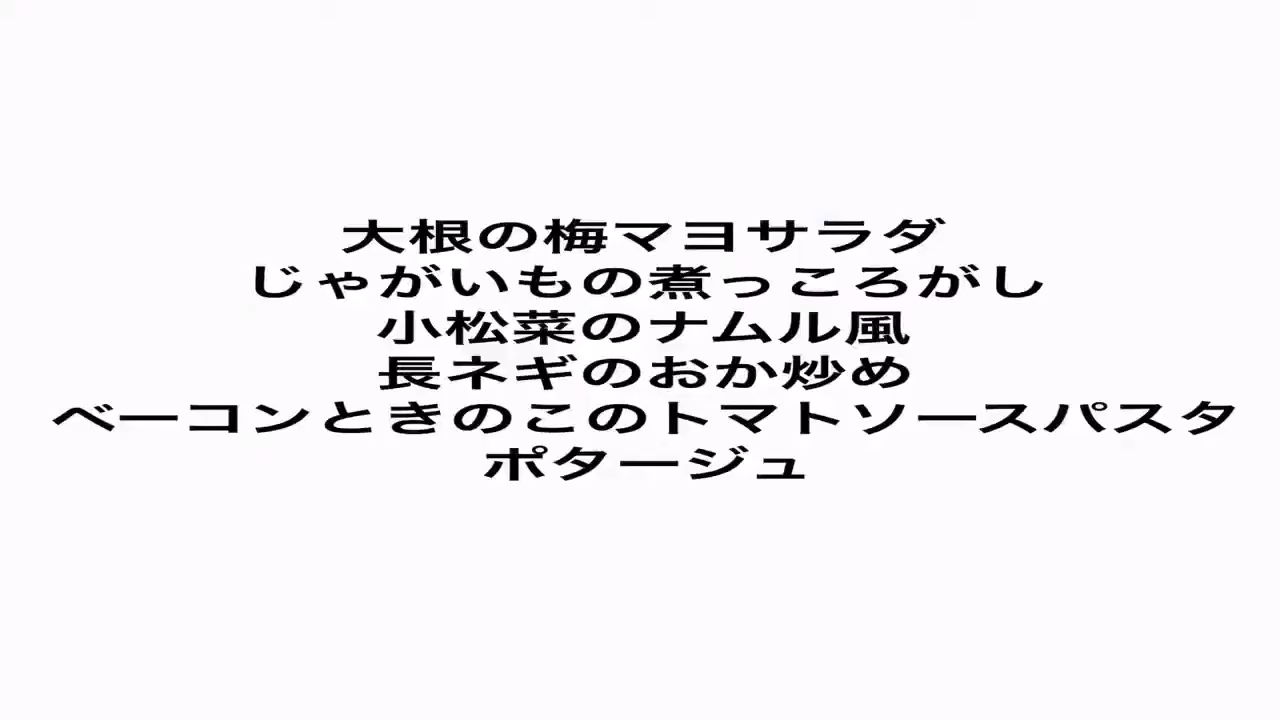 大根の梅マヨサラダ
じゃがいもの煮っころがし
小松菜のナムル風
長ネギのおか炒め
ベーコンときのこのトマトソースパスタ
ポタージュ